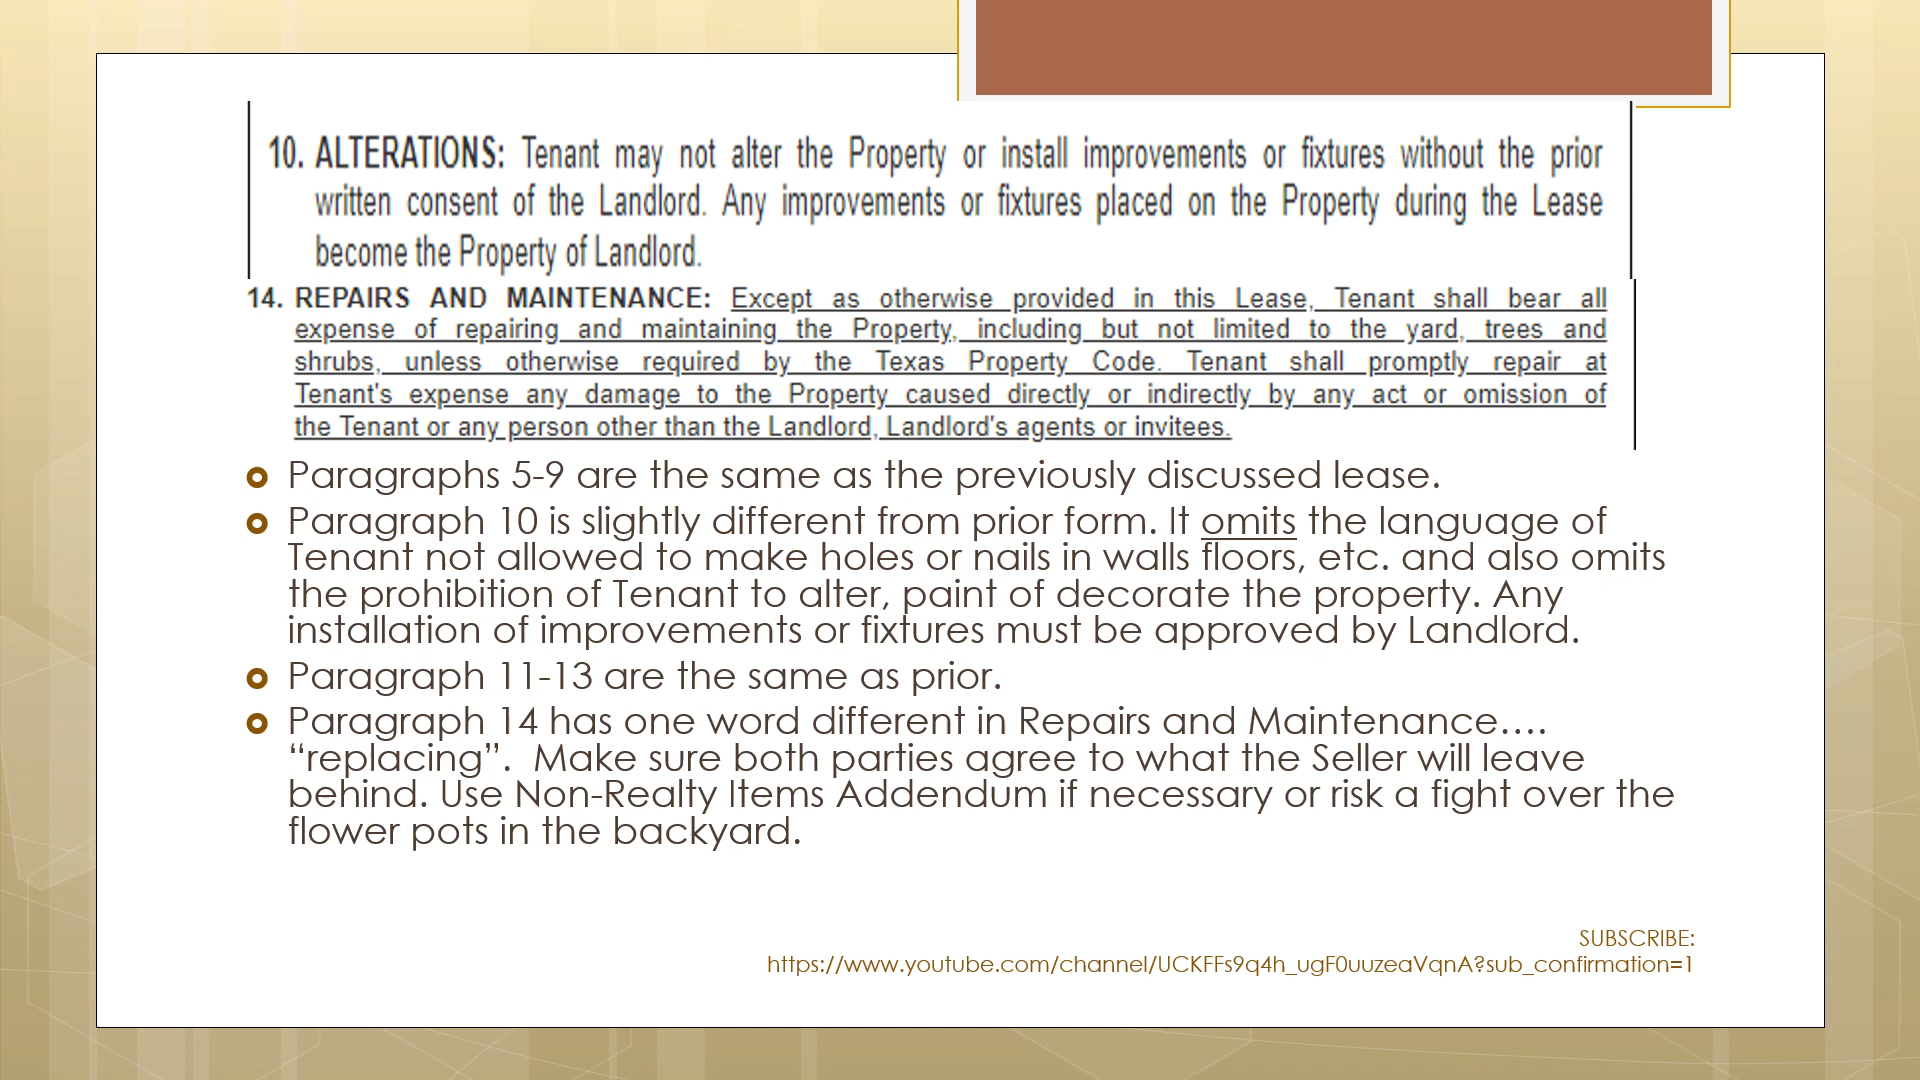 10. ALTERATIONS: Tenant may not alter the Property or install improvements or fixtures without the prior
written consent of the Landlord. Any improvements or fixtures placed on the Property during the Lease
become the Property of Landlord.
14. REPAIRS AND MAINTENANCE: Except as otherwise provided in this Lease, Tenant shall bear all
expense of repairing and maintaining the Property, including but not limited to the yard, trees and
shrubs, unless otherwise required by the Texas Property Code. Tenant shall promptly repair at
Tenant's expense any damage to the Property caused directly or indirectly by any act or omission of
the Tenant or any person other than the Landlord, Landlord's agents or invitees.
Paragraphs 5-9 are the same as the previously discussed lease.
Paragraph 10 is slightly different from prior form. It omits the language of
Tenant not allowed to make holes or nails in walls floors, etc. and also omits
the prohibition of Tenant to alter, paint of decorate the property. Any
installation of improvements or fixtures must be approved by Landlord.
Paragraph 11-13 are the same as prior.
Paragraph 14 has one word different in Repairs and Maintenance….
“replacing”.  Make sure both parties agree to what the Seller will leave
behind. Use Non-Realty Items Addendum if necessary or risk a fight over the
flower pots in the backyard.
SUBSCRIBE:
https://www.youtube.com/channel/UCKFFs9q4h_ugF0uuzeaVqnA?sub_confirmation=1